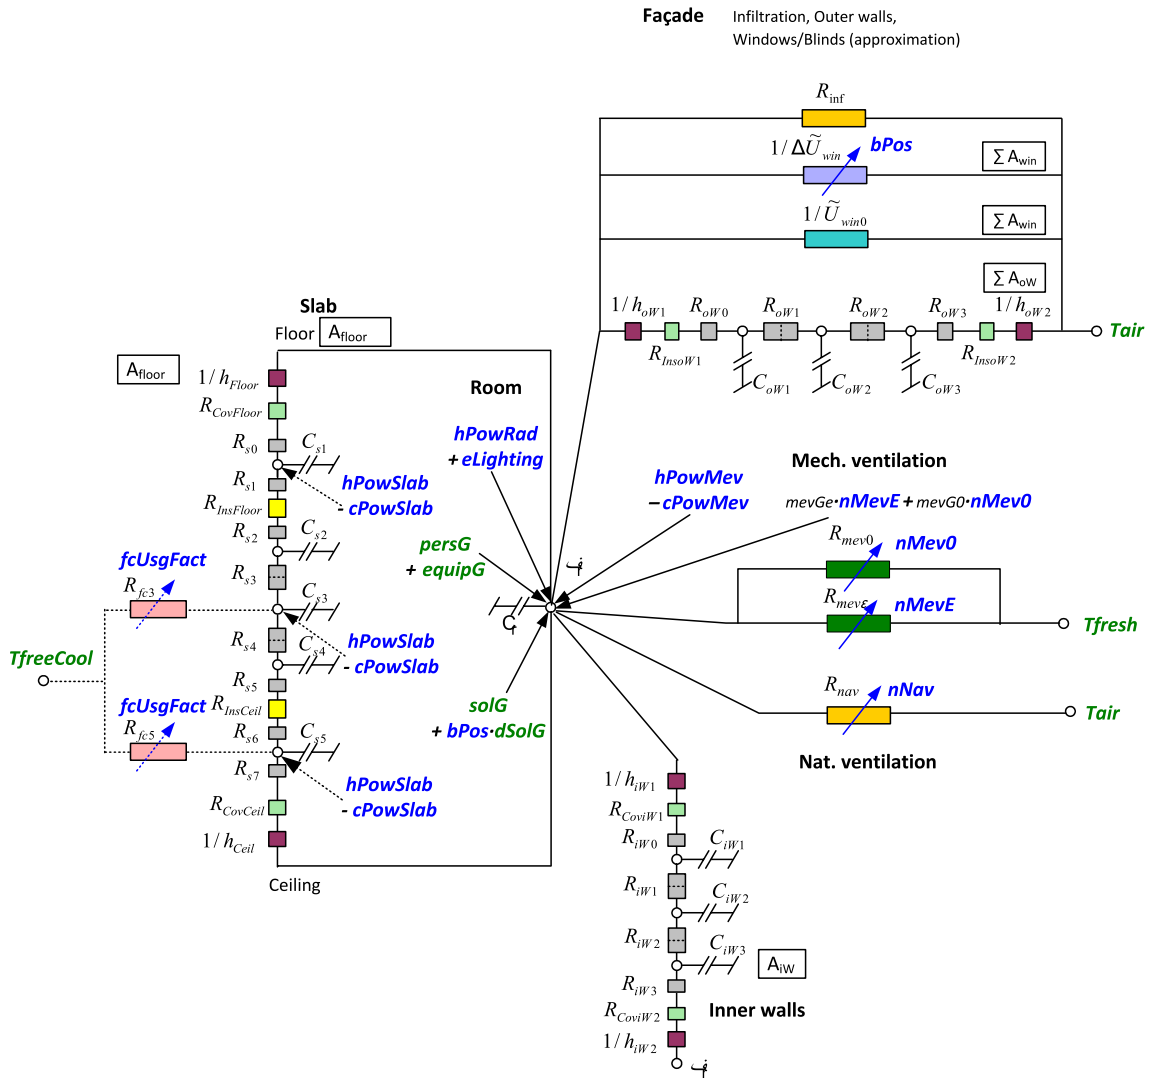 Façade
Infiltration, Outer walls,
Windows/Blinds (approximation)
R_inf
1/ΔŨ_win
bPos
∑ A_win
1/Ũ_win0
∑ A_win
∑ A_oW
1/h_oW1
R_oW0
R_oW1
R_oW2
R_oW3
1/h_oW2
Tair
R_InsoW1
R_InsoW2
C_oW1
C_oW2
C_oW3
Slab
Floor
A_floor
A_floor
1/h_Floor
R_CovFloor
R_s0
C_s1
R_s1
hPowSlab
- cPowSlab
R_InsFloor
R_s2
C_s2
fcUsgFact
R_fc3
R_s3
C_s3
R_s4
C_s4
hPowSlab
- cPowSlab
TfreeCool
R_s5
fcUsgFact
R_InsCeil
R_fc5
R_s6
C_s5
R_s7
hPowSlab
- cPowSlab
R_CovCeil
1/h_Ceil
Ceiling
Room
hPowRad
+ eLighting
persG
+ equipG
solG
+ bPos·dSolG
hPowMev
– cPowMev
Mech. ventilation
mevGe·nMevE + mevG0·nMev0
R_mev0
nMev0
R_mevE
nMevE
Tfresh
R_nav
nNav
Tair
Nat. ventilation
1/h_iW1
R_CoviW1
R_iW0
C_iW1
R_iW1
C_iW2
R_iW2
C_iW3
A_iW
R_iW3
R_CoviW2
Inner walls
1/h_iW2